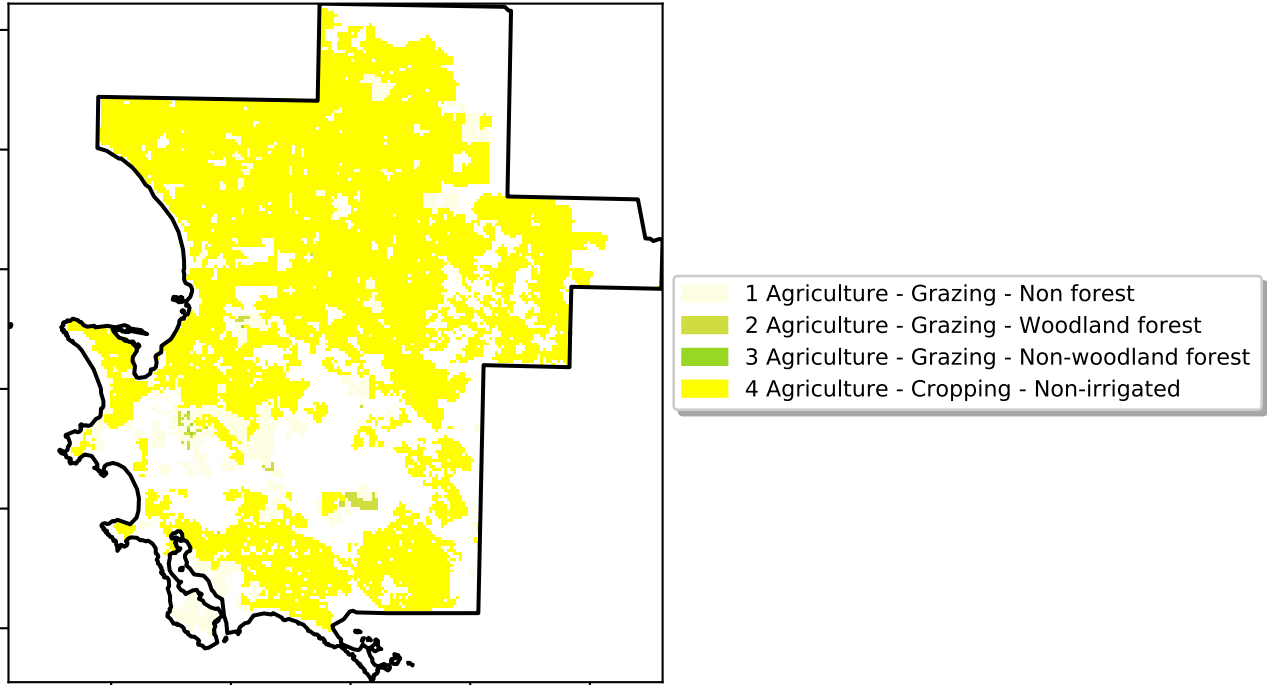 1 Agriculture - Grazing - Non forest
2 Agriculture - Grazing - Woodland forest
3 Agriculture - Grazing - Non-woodland forest
4 Agriculture - Cropping - Non-irrigated